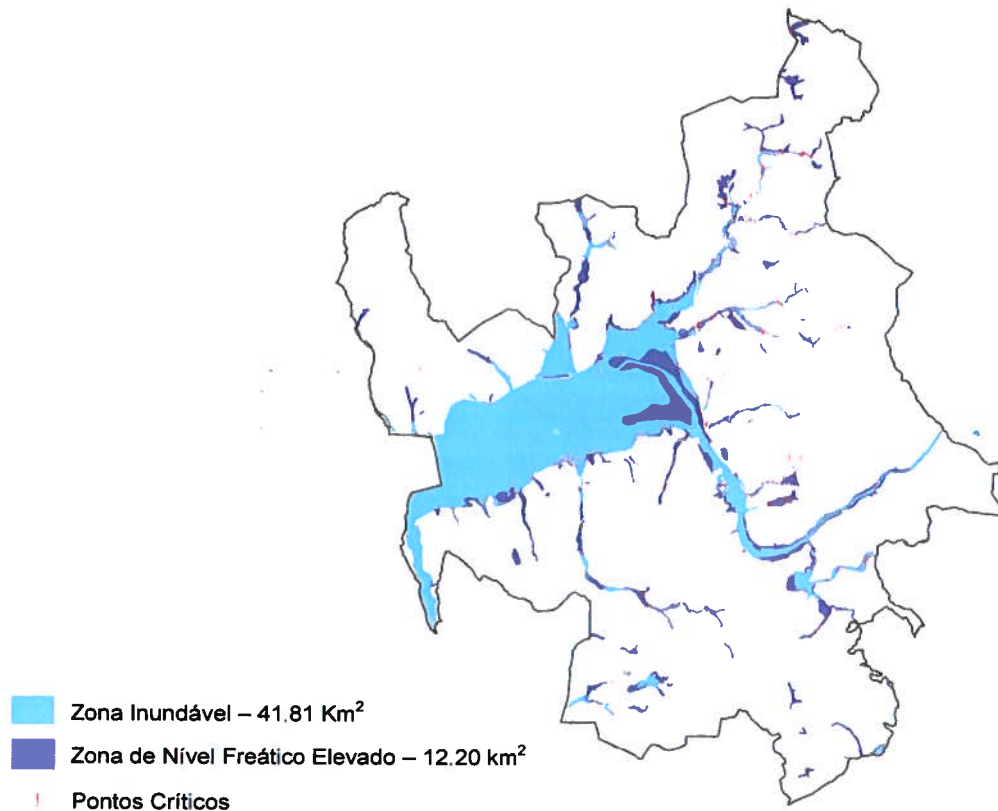 Zona Inundável – 41.81 Km²
Zona de Nível Freático Elevado – 12.20 km²
Pontos Críticos